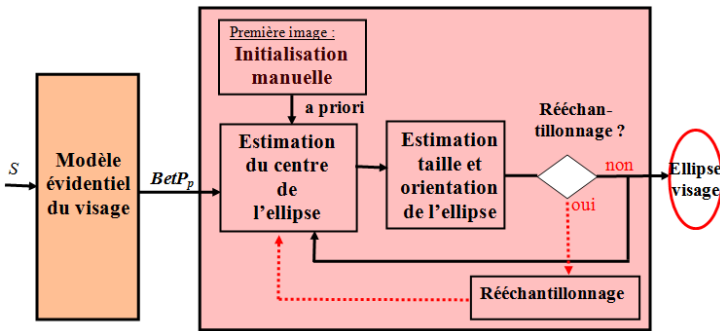 S
Modèle
évidentiel
du visage
BetPp
Première image :
Initialisation
manuelle
a priori
Estimation
du centre
de
l'ellipse
Estimation
taille et
orientation
de l'ellipse
Rééchan-
tillonnage ?
non
oui
Rééchantillonnage
Ellipse
visage